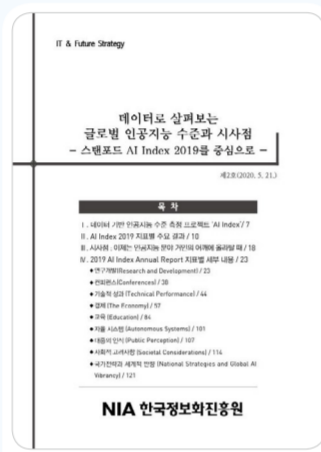 IT & Future Strategy
데이터로 살펴보는
글로벌 인공지능 수준과 시사점
- 스탠포드 AI Index 2019를 중심으로 -
제2호(2020. 5. 21.)
목 차
Ⅰ. 데이터 기반 인공지능 수준 측정 프로젝트 'AI Index'/ 7
Ⅱ. AI Index 2019 지표별 주요 결과 / 10
Ⅲ. 시사점 : 이제는 인공지능 분야 거인의 어깨에 올라탈 때 / 18
Ⅳ. 2019 AI Index Annual Report 지표별 세부 내용 / 23
◆연구개발(Research and Development) / 23
◆컨퍼런스(Conferences) / 38
◆기술적 성과 (Technical Performance) / 44
◆경제 (The Economy) / 57
◆교육 (Education) / 84
◆자율 시스템 (Autonomous Systems) / 101
◆대중의 인식 (Public Perception) / 107
◆사회적 고려사항 (Societal Considerations) / 114
◆국가전략과 세계적 반향 (National Strategies and Global AI
Vibrancy) / 121
NIA 한국정보화진흥원